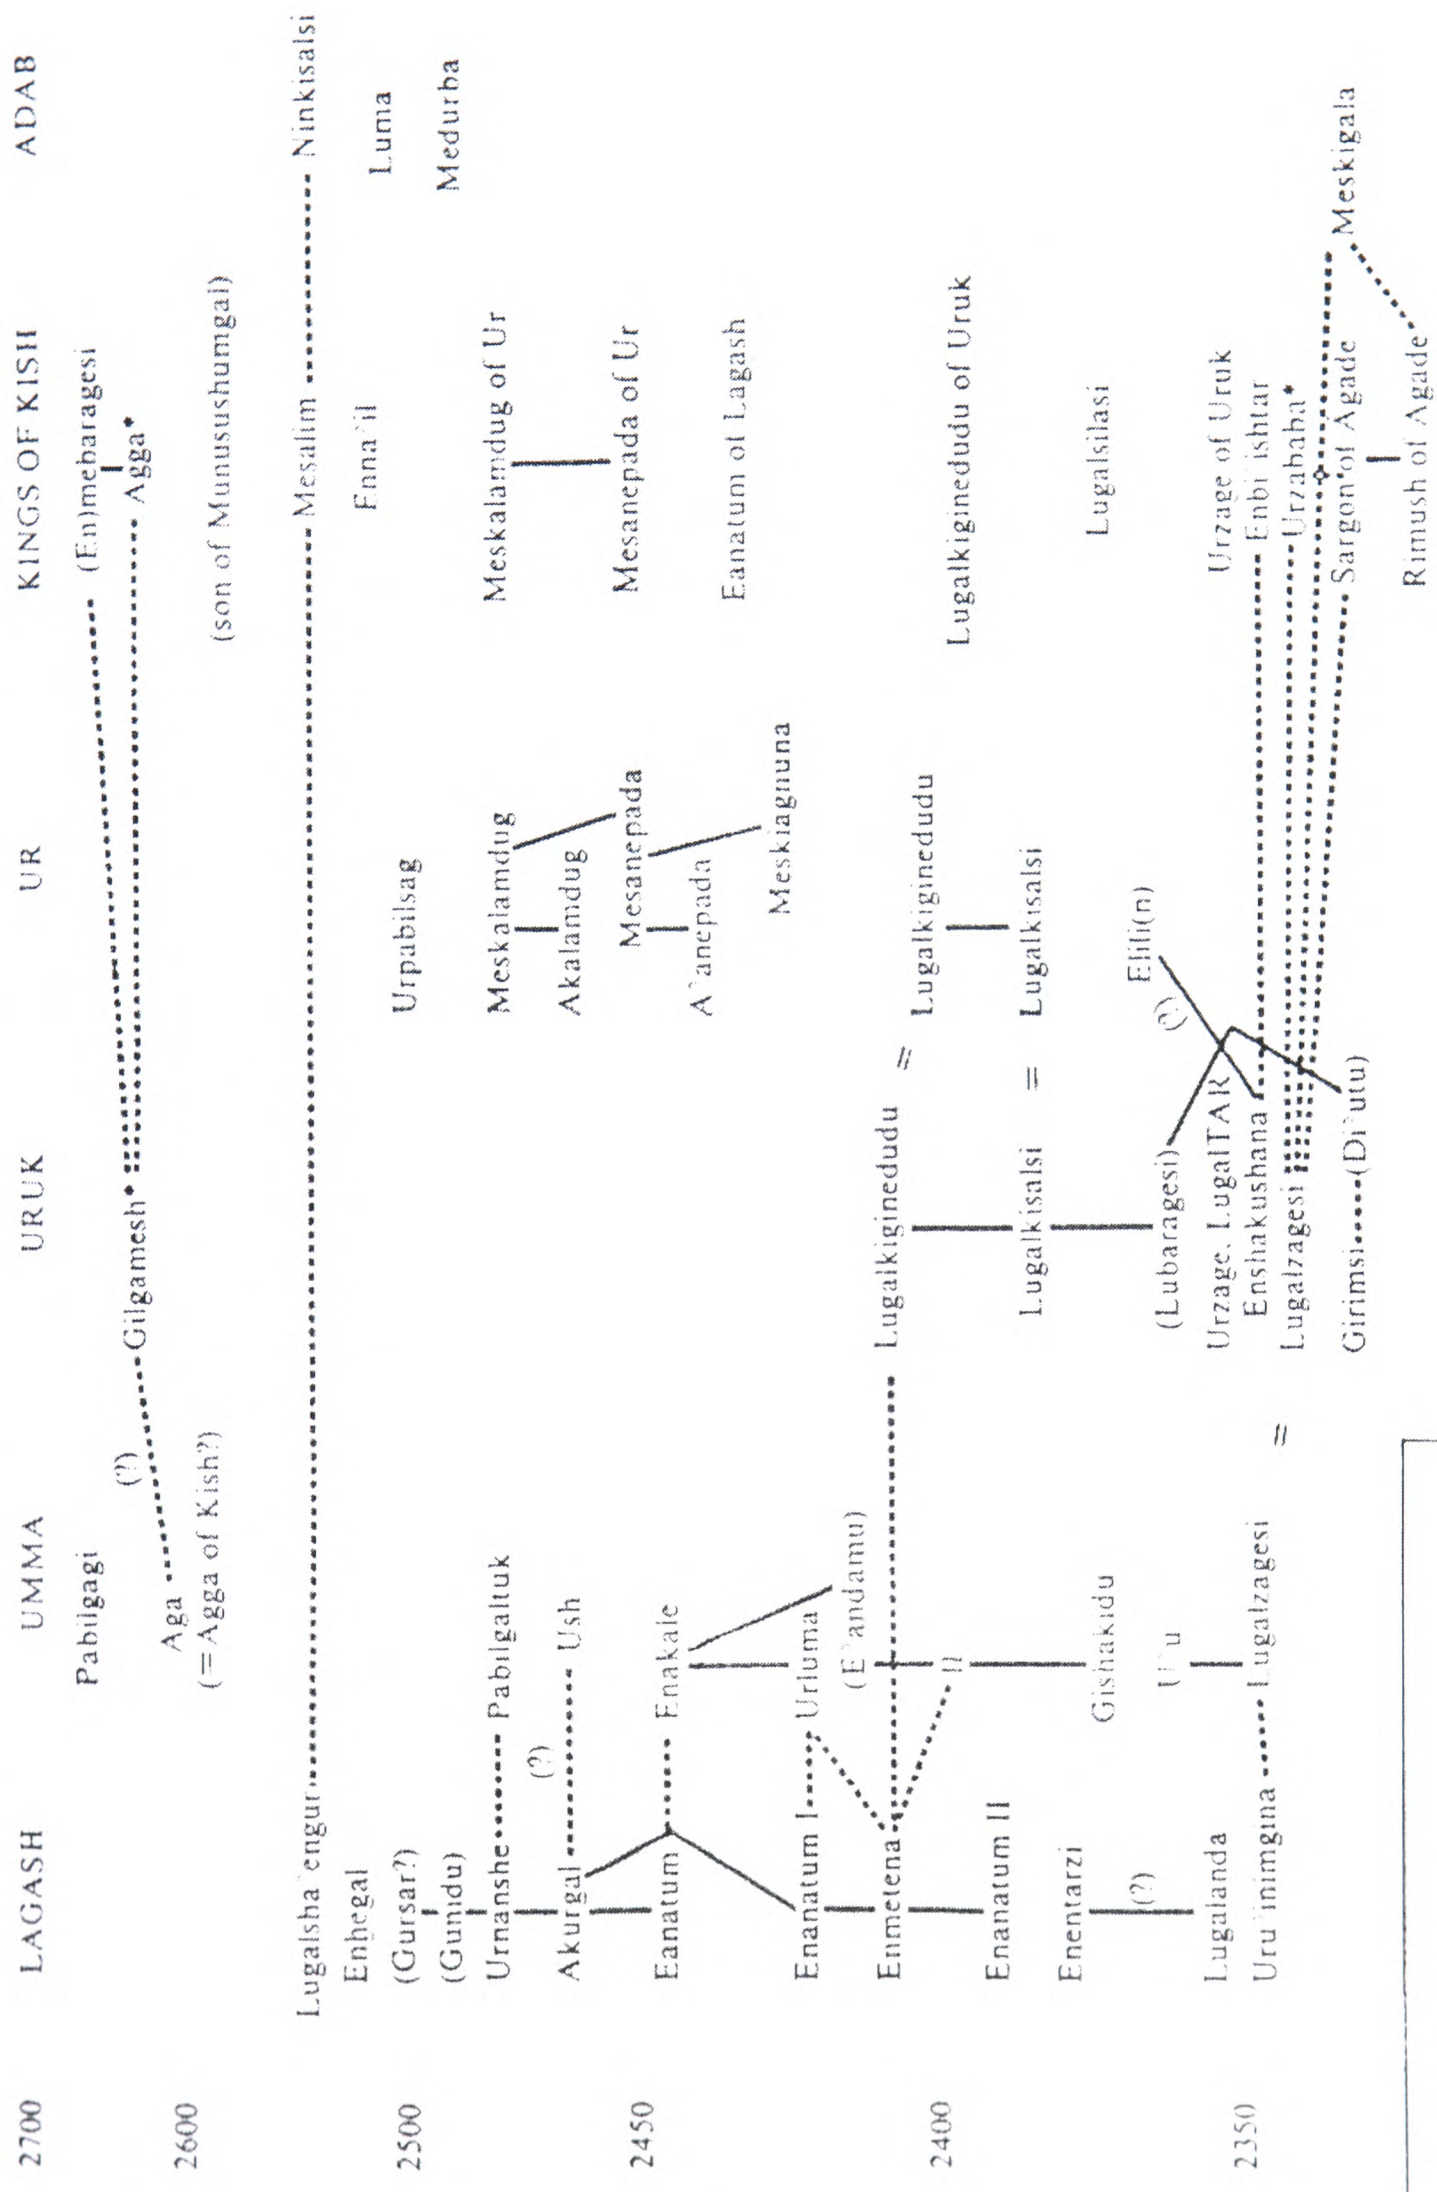 2700 LAGASH UMMA URUK UR KINGS OF KISH ADAB
Pabilgagi (En)mebaragesi
(?) Gilgamesh* Agga*
Aga
2600 (=Agga of Kish?) (son of Munusushumgal)
Lugalsha`engur Mesalim Ninkisalsi
Enhegal Enna`il Luma
2500 (Gursar?) Urpabilsag
(Gunidu) Medurba
Urnanshe Pabilgaltuk Meskalamdug Meskalamdug of Ur
(?)
Akurgal Ush Akalamdug
2450 Mesanepada Mesanepada of Ur
Eanatum Enakale
A`anepada
Eanatum of Lagash
Meskiagnuna
Enanatum I Urluma
(E`andamu)
Enmetena Lugalkiginedudu = Lugalkiginedudu
2400 Il Lugalkiginedudu of Uruk
Enanatum II Lugalkisalsi = Lugalkisalsi
Enentarzi Gishakidu Lugalsilasi
(?) Elili(n)
U`u (Lubaragesi) (?)
Lugalanda Urzage, LugalTAR Urzage of Uruk
2350 Uru`inimgina Lugalzagesi Enshakushana Enbi`ishtar
= Lugalzagesi Urzababa*
Girimsi (Di`utu) Sargon of Agade Meskigala
Rimush of Agade